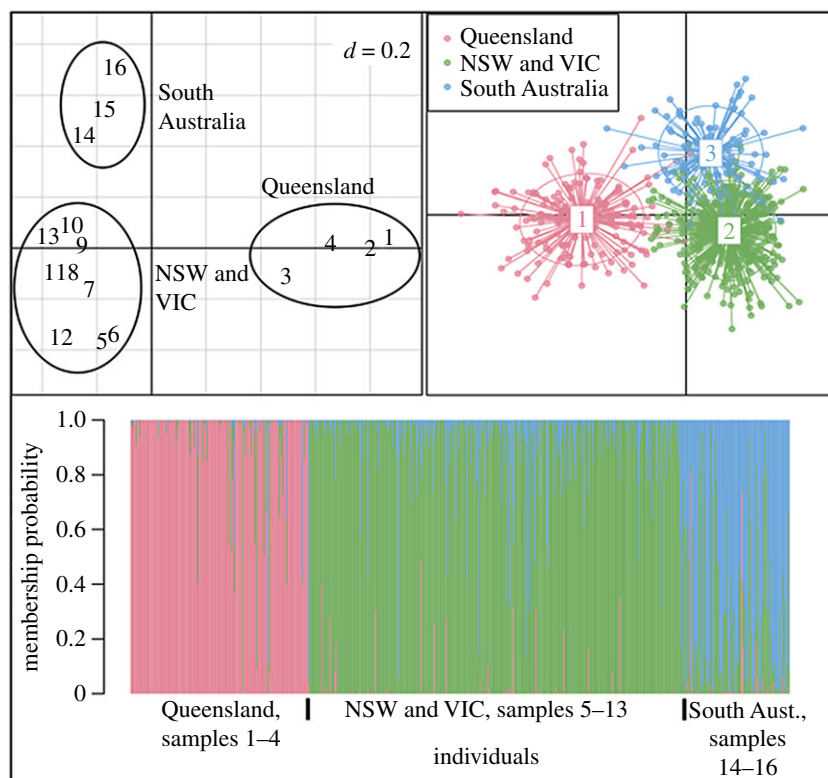 d = 0.2
16
15
14
South
Australia
Queensland
1
2
4
3
13
10
9
118
7
12
5
6
NSW and
VIC
Queensland
NSW and VIC
South Australia
1
2
3
membership probability
1.0
0.8
0.6
0.4
0.2
0
Queensland,
samples 1–4
NSW and VIC, samples 5–13
South Aust.,
samples
14–16
individuals